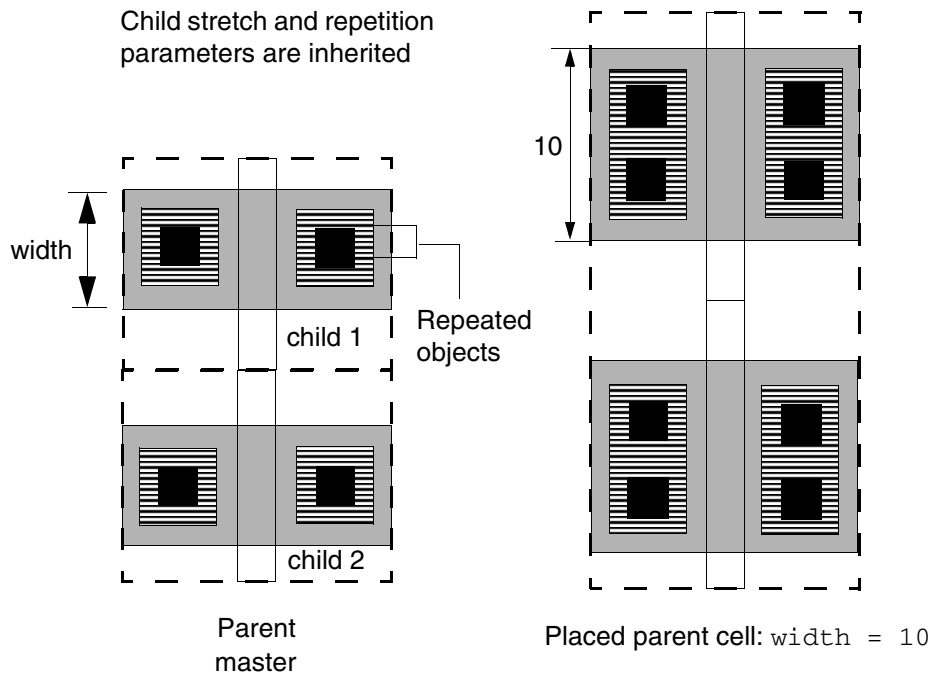 Child stretch and repetition
parameters are inherited
width
child 1
Repeated
objects
child 2
Parent
master
10
Placed parent cell: width = 10